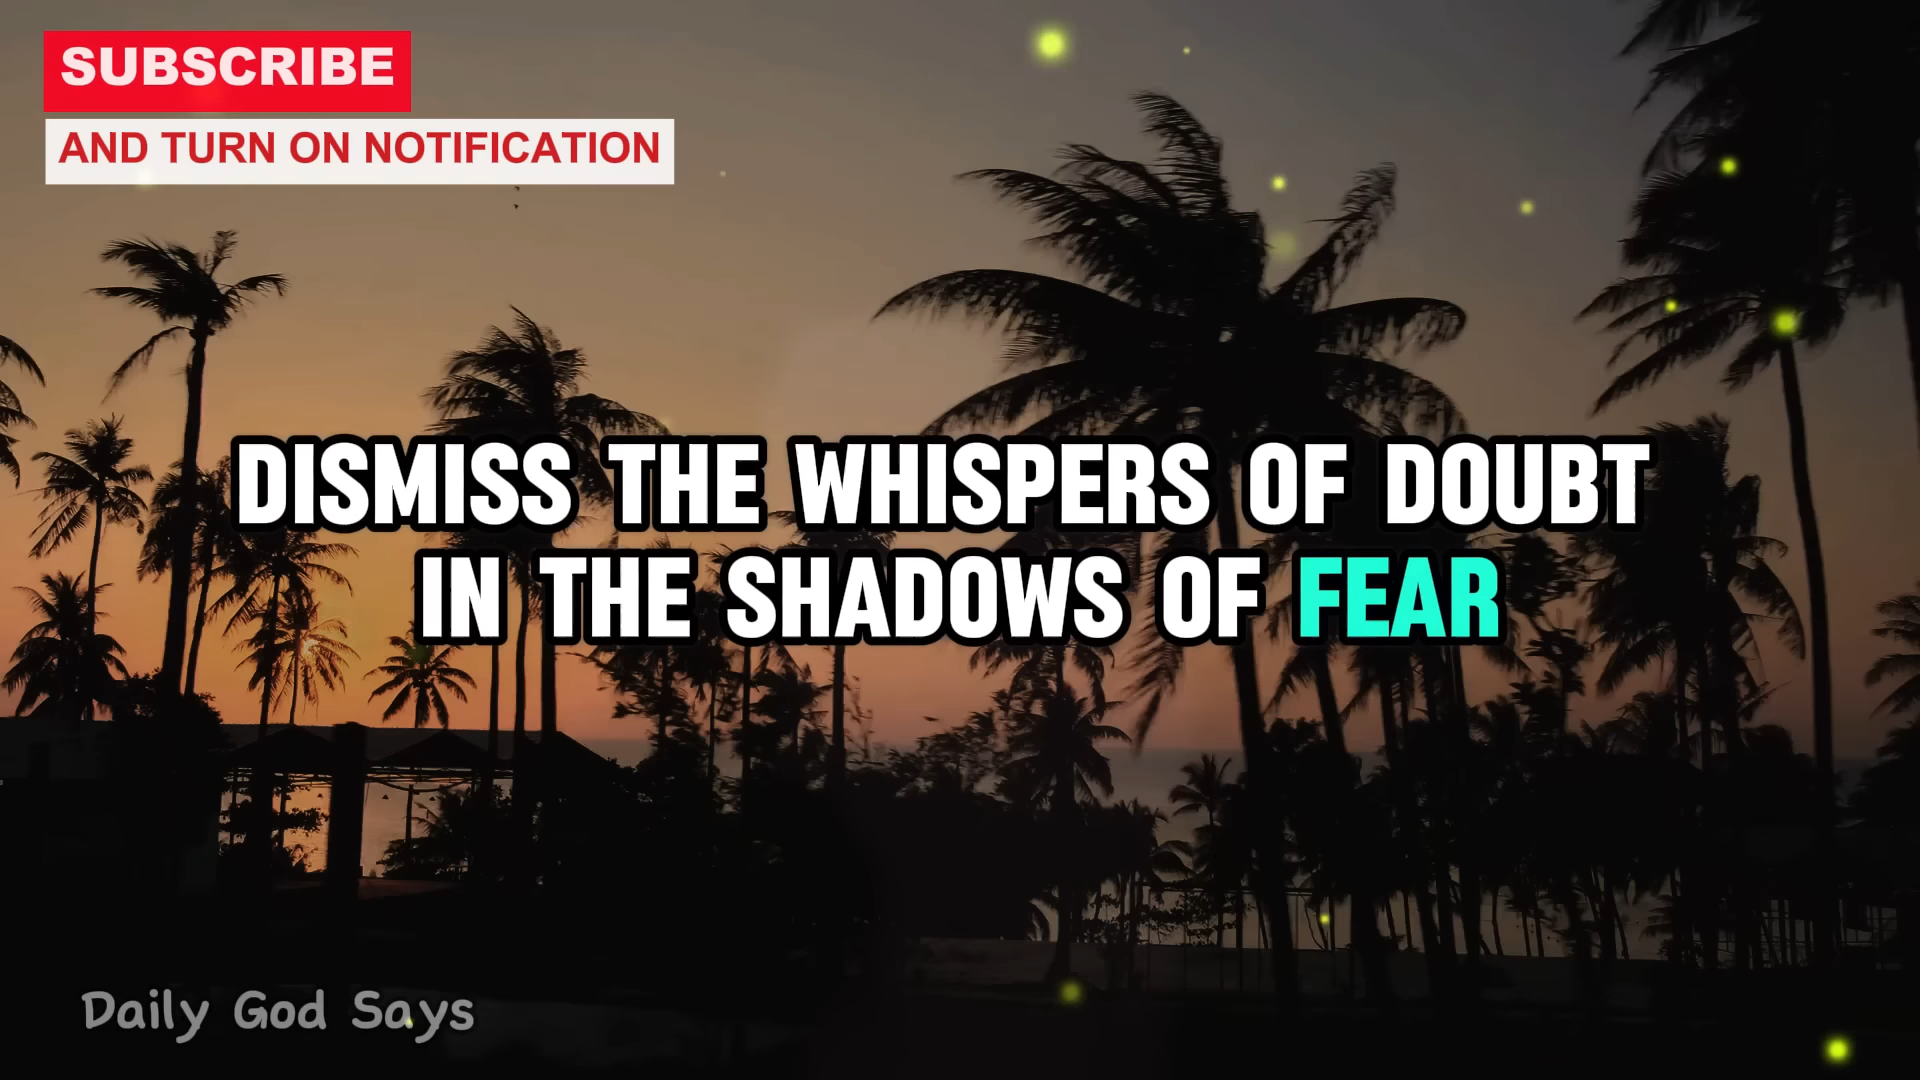 SUBSCRIBE
AND TURN ON NOTIFICATION
DISMISS THE WHISPERS OF DOUBT
IN THE SHADOWS OF FEAR
Daily God Says